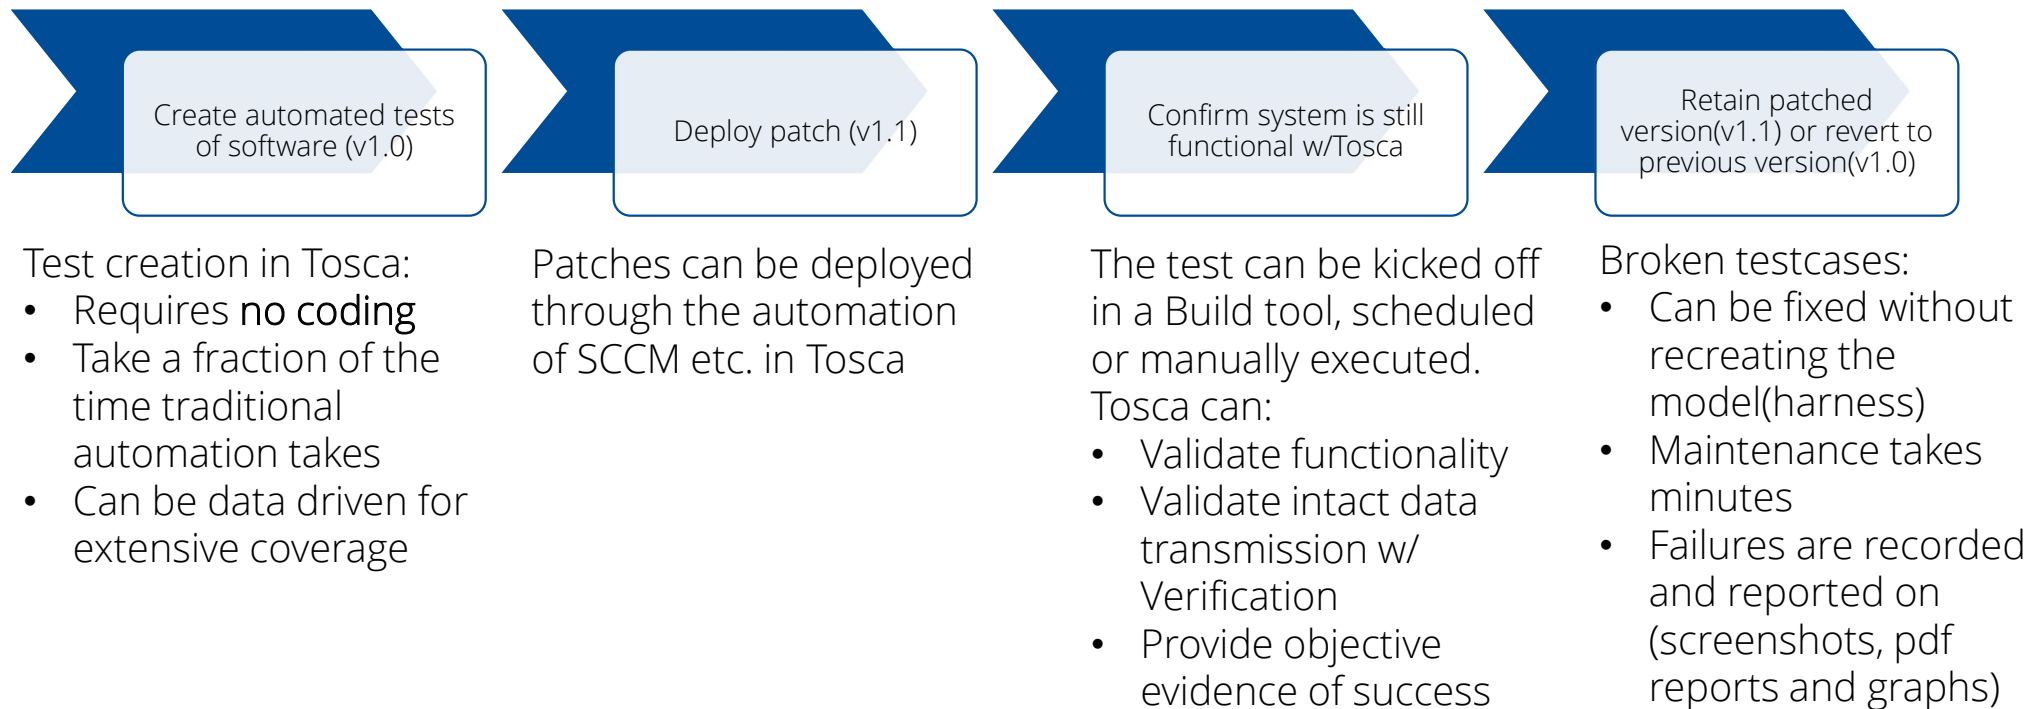 Create automated tests
of software (v1.0)
Deploy patch (v1.1)
Confirm system is still
functional w/Tosca
Retain patched
version(v1.1) or revert to
previous version(v1.0)
Test creation in Tosca:
• Requires no coding
• Take a fraction of the
time traditional
automation takes
• Can be data driven for
extensive coverage
Patches can be deployed
through the automation
of SCCM etc. in Tosca
The test can be kicked off
in a Build tool, scheduled
or manually executed.
Tosca can:
• Validate functionality
• Validate intact data
transmission w/
Verification
• Provide objective
evidence of success
Broken testcases:
• Can be fixed without
recreating the
model(harness)
• Maintenance takes
minutes
• Failures are recorded
and reported on
(screenshots, pdf
reports and graphs)